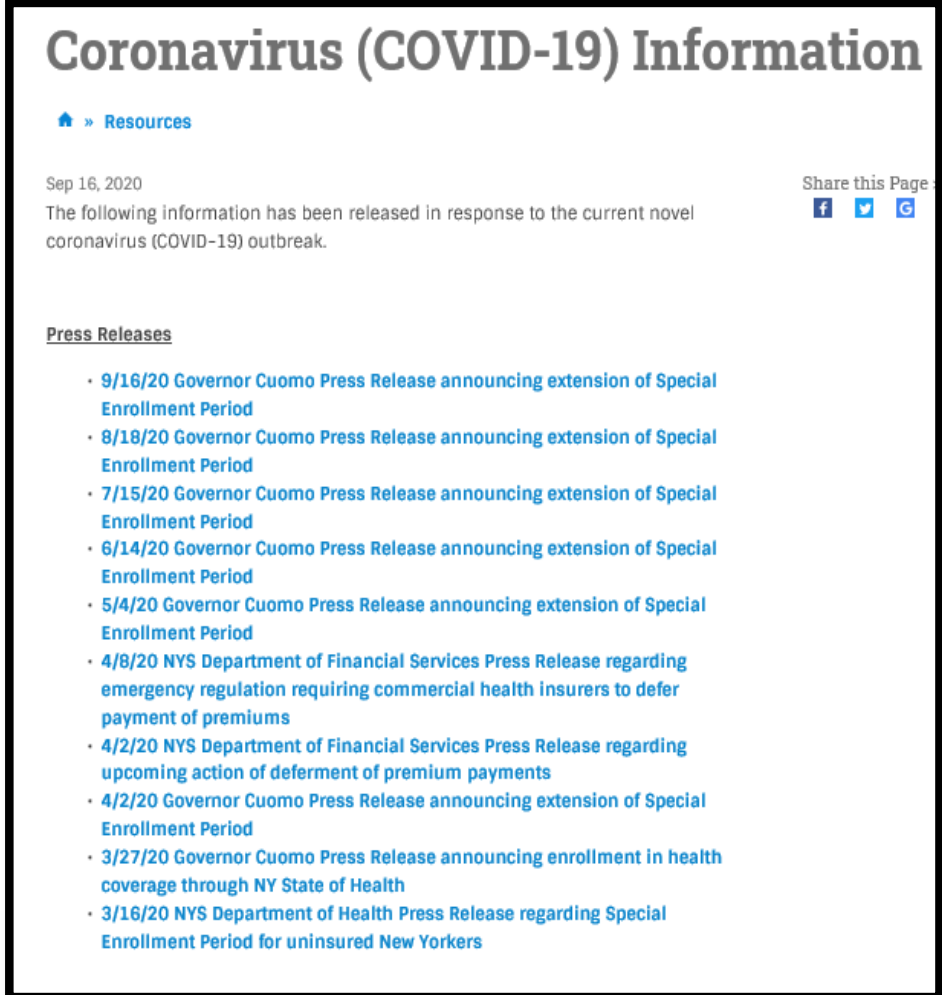 Coronavirus (COVID-19) Information
» Resources
Sep 16, 2020
Share this Page :
The following information has been released in response to the current novel
coronavirus (COVID-19) outbreak.
Press Releases
• 9/16/20 Governor Cuomo Press Release announcing extension of Special
Enrollment Period
• 8/18/20 Governor Cuomo Press Release announcing extension of Special
Enrollment Period
• 7/15/20 Governor Cuomo Press Release announcing extension of Special
Enrollment Period
• 6/14/20 Governor Cuomo Press Release announcing extension of Special
Enrollment Period
• 5/4/20 Governor Cuomo Press Release announcing extension of Special
Enrollment Period
• 4/8/20 NYS Department of Financial Services Press Release regarding
emergency regulation requiring commercial health insurers to defer
payment of premiums
• 4/2/20 NYS Department of Financial Services Press Release regarding
upcoming action of deferment of premium payments
• 4/2/20 Governor Cuomo Press Release announcing extension of Special
Enrollment Period
• 3/27/20 Governor Cuomo Press Release announcing enrollment in health
coverage through NY State of Health
• 3/16/20 NYS Department of Health Press Release regarding Special
Enrollment Period for uninsured New Yorkers